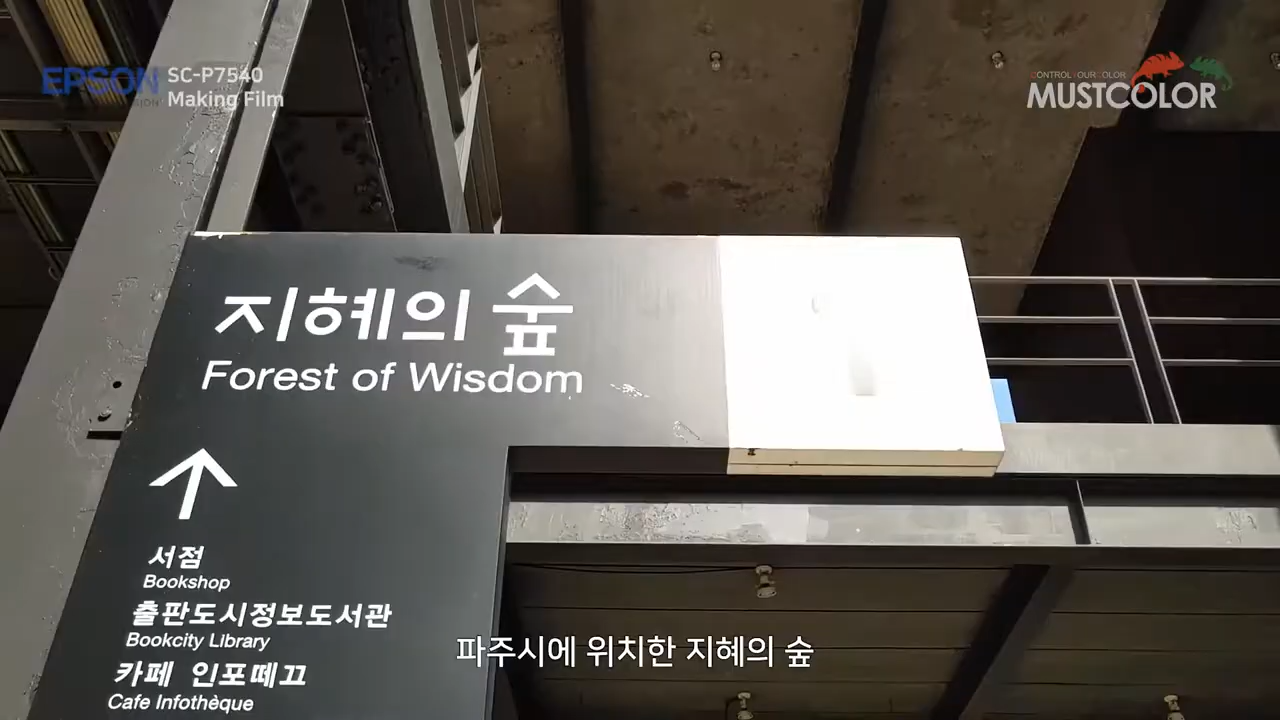 EPSON
SC-P7540
Making Film
CONTROL YOUR COLOR
MUSTCOLOR
지혜의 숲
Forest of Wisdom
서점
Bookshop
출판도시정보도서관
Bookcity Library
카페 인포떼끄
Cafe Infothèque
파주시에 위치한 지혜의 숲